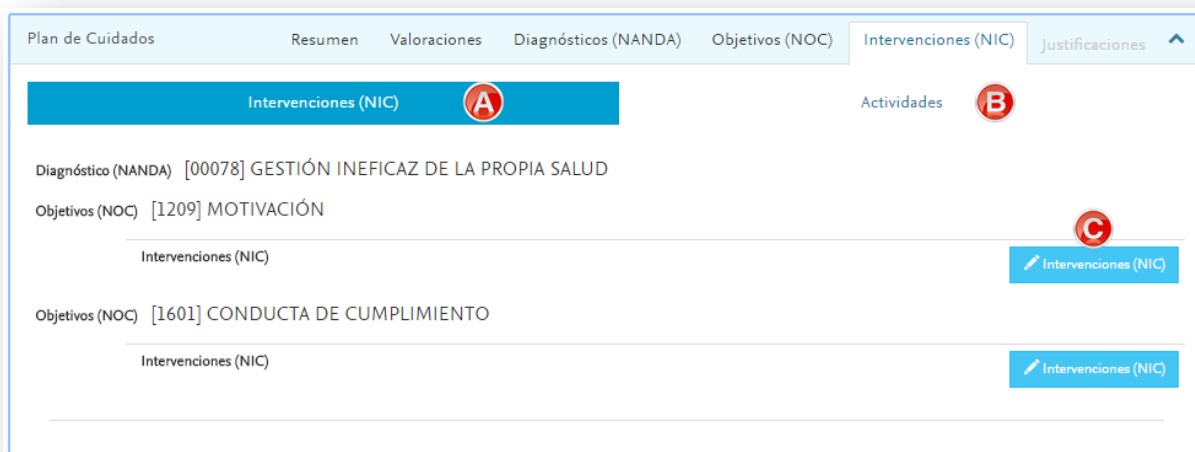 Plan de Cuidados Resumen Valoraciones Diagnósticos (NANDA) Objetivos (NOC) Intervenciones (NIC) Justificaciones
Intervenciones (NIC) A Actividades B
Diagnóstico (NANDA) [00078] GESTIÓN INEFICAZ DE LA PROPIA SALUD
Objetivos (NOC) [1209] MOTIVACIÓN
C
Intervenciones (NIC) Intervenciones (NIC)
Objetivos (NOC) [1601] CONDUCTA DE CUMPLIMIENTO
Intervenciones (NIC) Intervenciones (NIC)